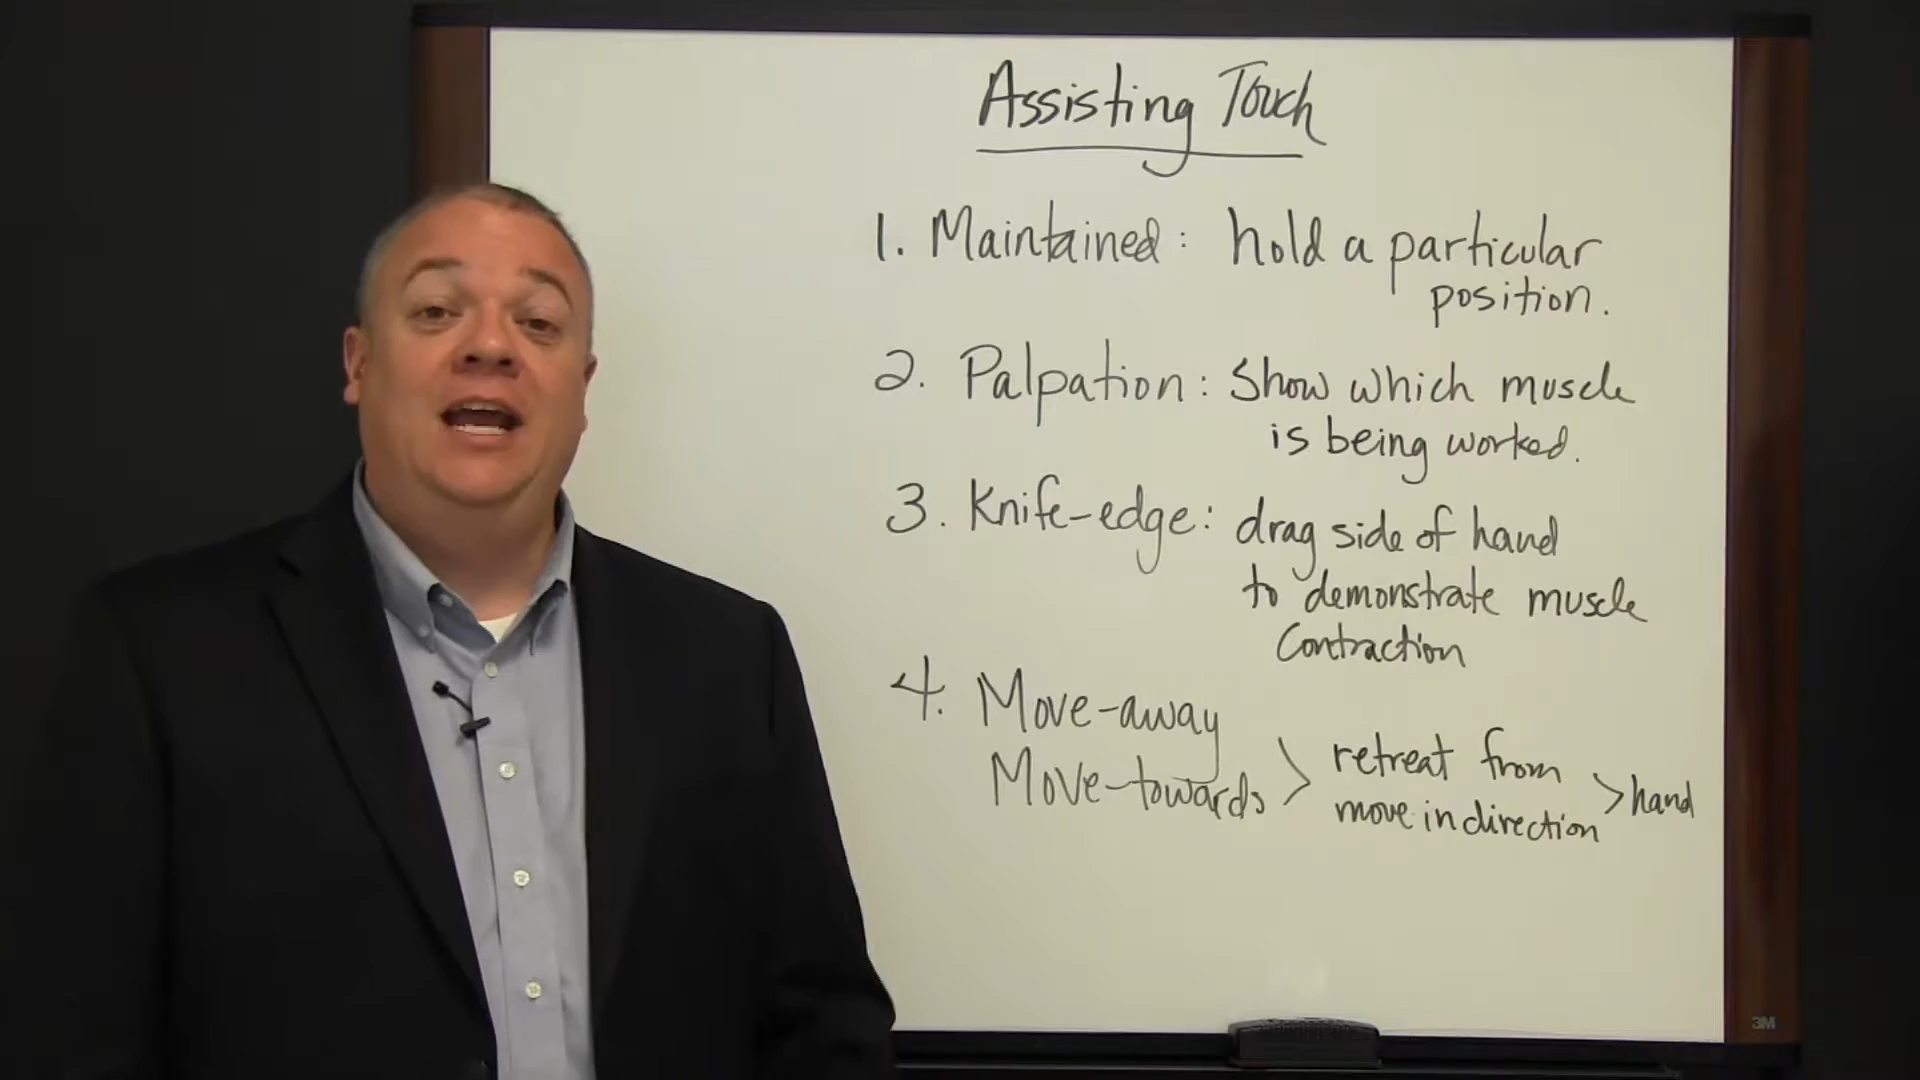 Assisting Touch
1. Maintained: hold a particular
position.
2. Palpation: Show which muscle
is being worked.
3. Knife-edge: drag side of hand
to demonstrate muscle
Contraction
4. Move-away
Move-towards > retreat from
move in direction > hand
3M